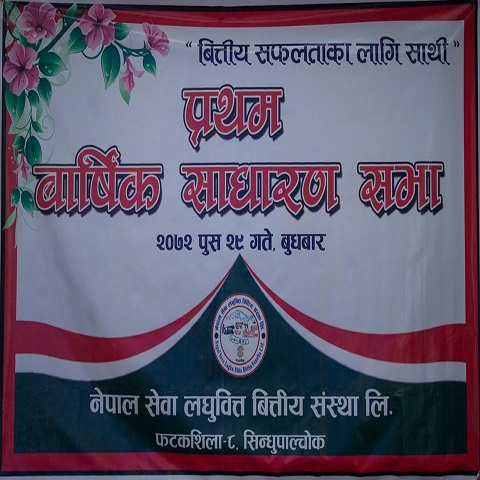 “ बित्तीय सफलताका लागि साथी ”
प्रथम
बार्षिक साधारण सभा
२०७२ पुस २९ गते, बुधबार
नेपाल सेवा लघुवित्त बित्तीय संस्था लि.
फटकशिला-८, सिन्धुपाल्चोक